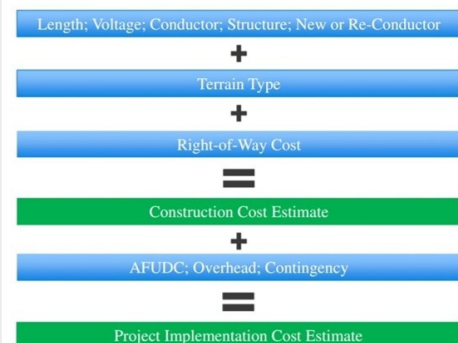 Length; Voltage; Conductor; Structure; New or Re-Conductor
+
Terrain Type
+
Right-of-Way Cost
=
Construction Cost Estimate
+
AFUDC; Overhead; Contingency
=
Project Implementation Cost Estimate